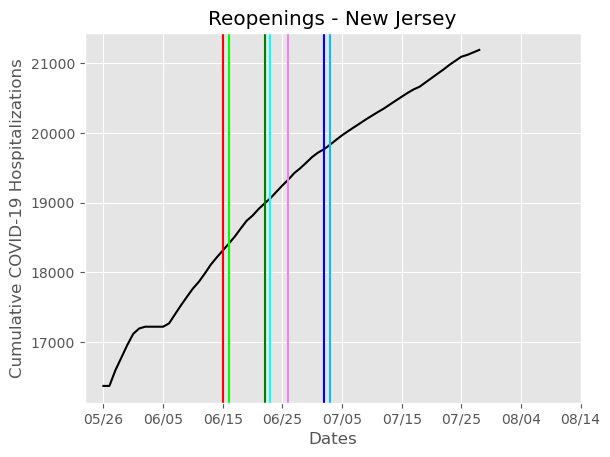 Reopenings - New Jersey
Cumulative COVID-19 Hospitalizations
21000
20000
19000
18000
17000
05/26 06/05 06/15 06/25 07/05 07/15 07/25 08/04 08/14
Dates